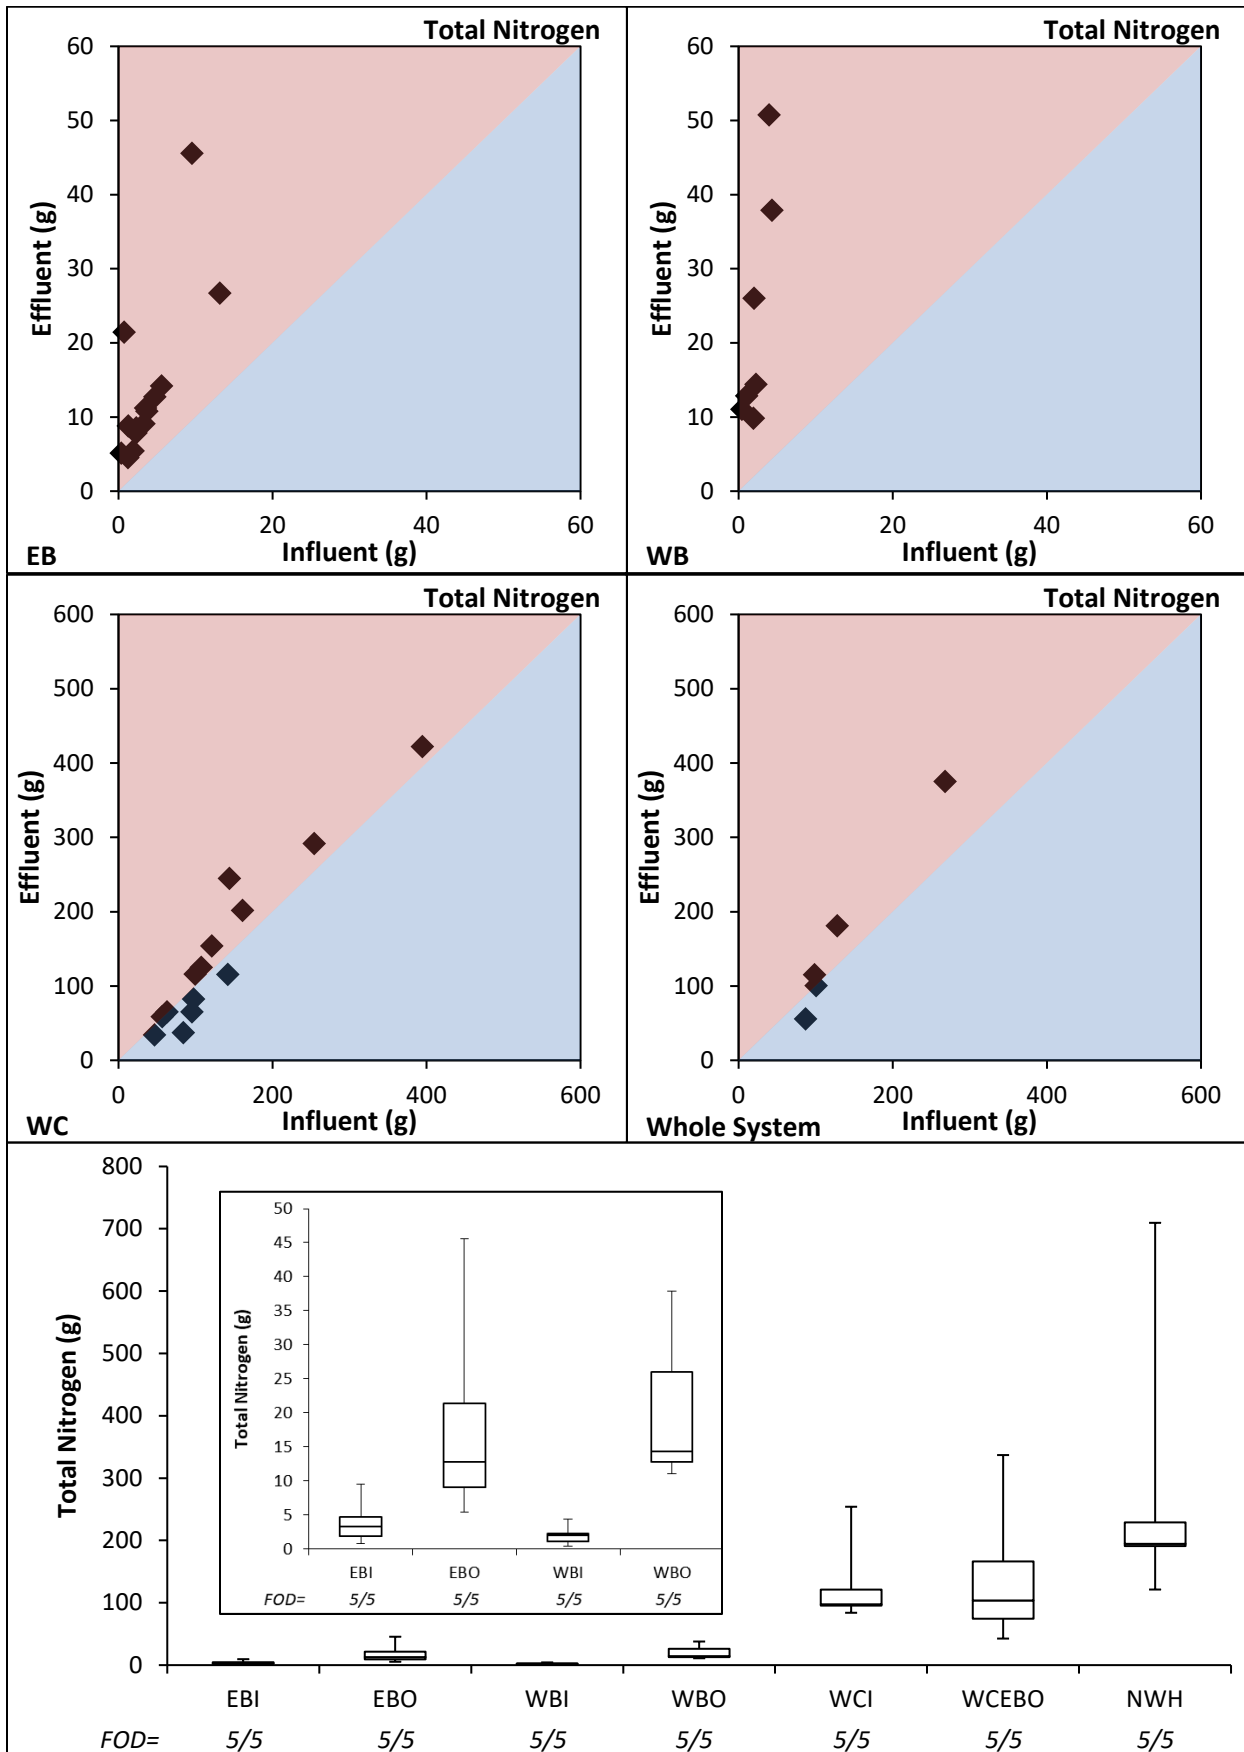 Total Nitrogen
60
50
40
30
20
10
0
Effluent (g)
0 20 40 60
Influent (g)
EB
Total Nitrogen
60
50
40
30
20
10
0
Effluent (g)
0 20 40 60
Influent (g)
WB
Total Nitrogen
600
500
400
300
200
100
0
Effluent (g)
0 200 400 600
Influent (g)
WC
Total Nitrogen
600
500
400
300
200
100
0
Effluent (g)
0 200 400 600
Influent (g)
Whole System
800
700
600
500
400
300
200
100
0
Total Nitrogen (g)
50
45
40
35
30
25
20
15
10
5
0
Total Nitrogen (g)
EBI EBO WBI WBO
FOD= 5/5 5/5 5/5 5/5
EBI EBO WBI WBO WCI WCEBO NWH
FOD= 5/5 5/5 5/5 5/5 5/5 5/5 5/5